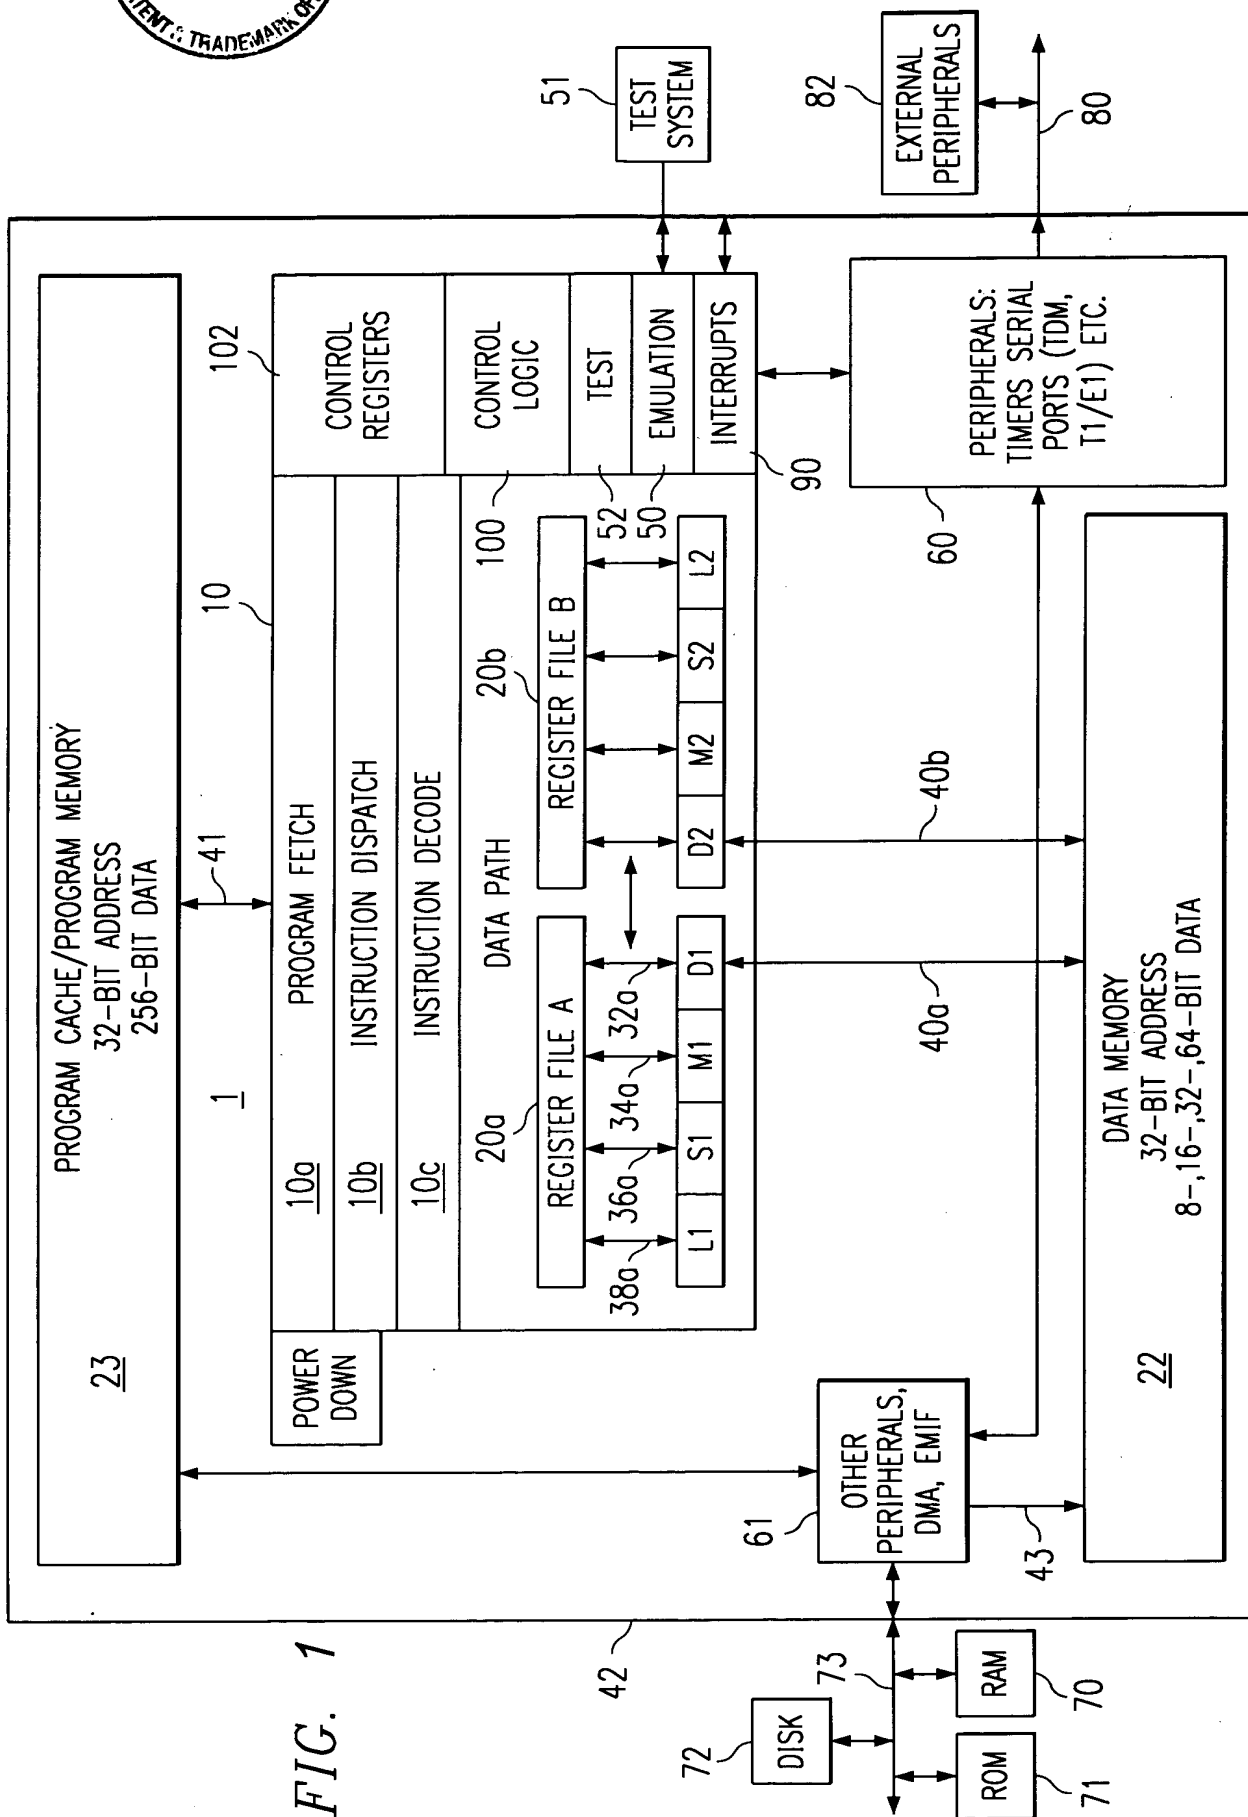 PATENT & TRADEMARK
FIG. 1
PROGRAM CACHE/PROGRAM MEMORY
32-BIT ADDRESS
256-BIT DATA
23
1
41
10
102
POWER
DOWN
10a
PROGRAM FETCH
10b
INSTRUCTION DISPATCH
10c
INSTRUCTION DECODE
DATA PATH
CONTROL
REGISTERS
CONTROL
LOGIC
100
TEST
52
EMULATION
50
INTERRUPTS
90
20a
REGISTER FILE A
20b
REGISTER FILE B
38a
36a
34a
32a
L1
S1
M1
D1
D2
M2
S2
L2
40a
40b
51
TEST
SYSTEM
82
EXTERNAL
PERIPHERALS
80
PERIPHERALS:
TIMERS SERIAL
PORTS (TDM,
T1/E1) ETC.
60
61
OTHER
PERIPHERALS,
DMA, EMIF
43
DATA MEMORY
32-BIT ADDRESS
8-,16-,32-,64-BIT DATA
22
42
72
DISK
73
ROM
71
RAM
70